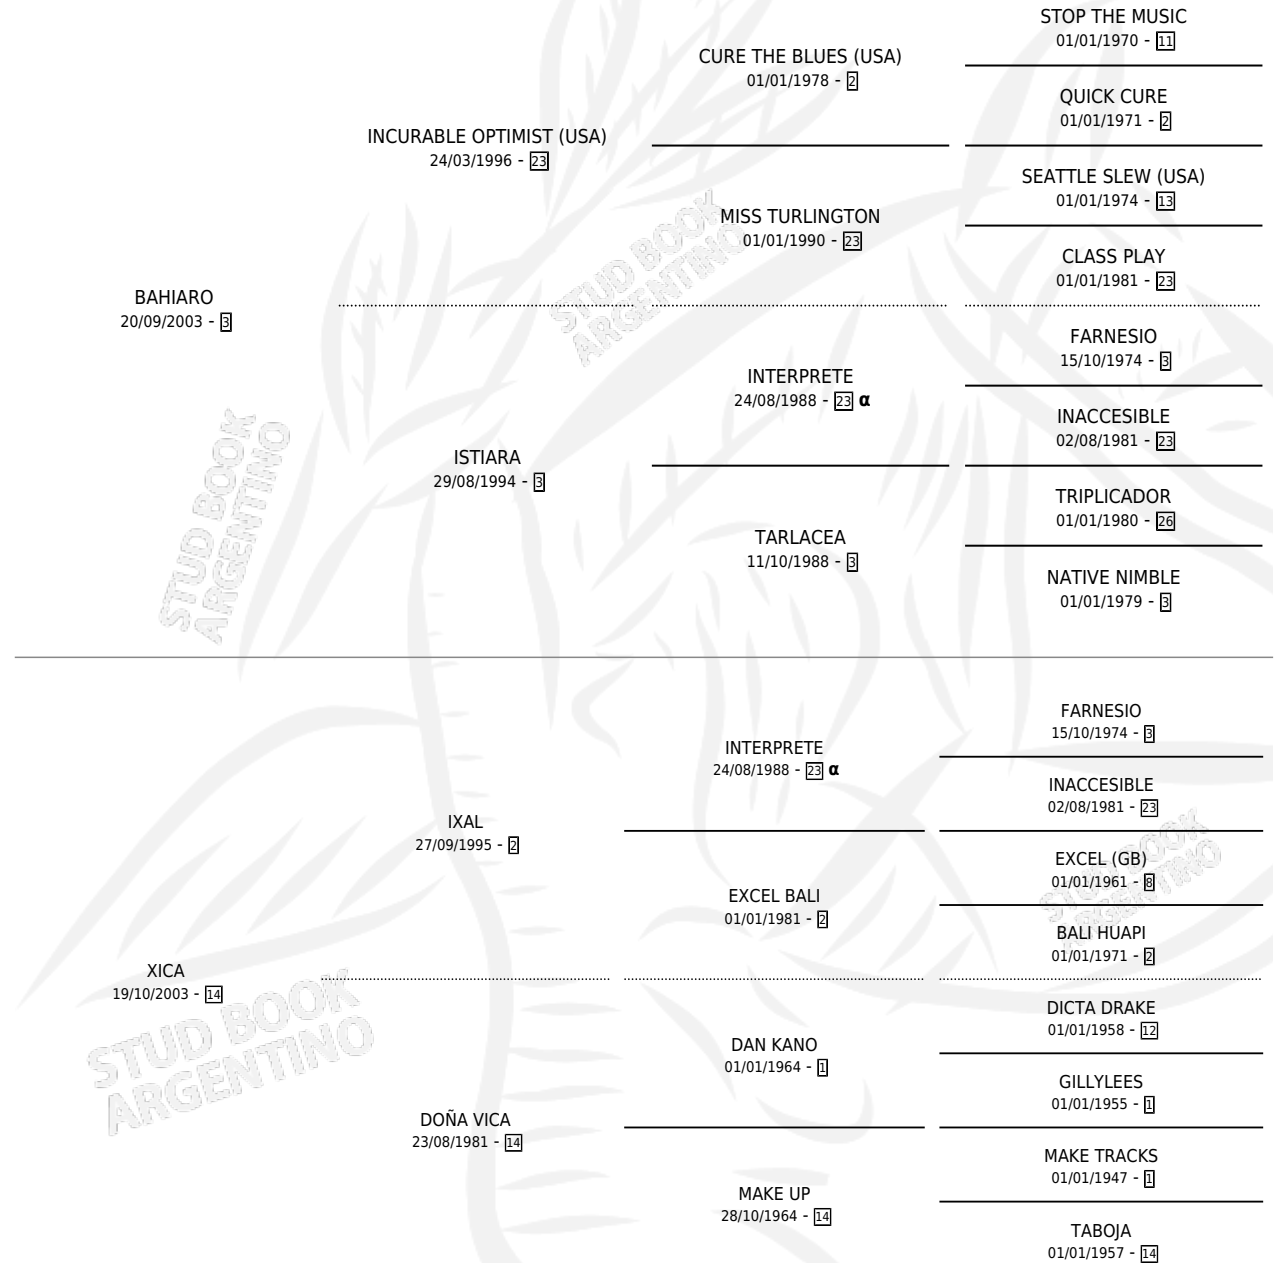 STOP THE MUSIC
01/01/1970 - 11
CURE THE BLUES (USA)
01/01/1978 - 2
QUICK CURE
01/01/1971 - 2
INCURABLE OPTIMIST (USA)
24/03/1996 - 23
SEATTLE SLEW (USA)
01/01/1974 - 13
MISS TURLINGTON
01/01/1990 - 23
CLASS PLAY
01/01/1981 - 23
STUD BOOK
ARGENTINO
BAHIARO
20/09/2003 - 3
FARNESIO
15/10/1974 - 3
INTERPRETE
24/08/1988 - 23 α
INACCESIBLE
02/08/1981 - 23
ISTIARA
29/08/1994 - 3
TRIPLICADOR
01/01/1980 - 26
TARLACEA
11/10/1988 - 3
NATIVE NIMBLE
01/01/1979 - 3
STUD BOOK
ARGENTINO
FARNESIO
15/10/1974 - 3
INTERPRETE
24/08/1988 - 23 α
INACCESIBLE
02/08/1981 - 23
IXAL
27/09/1995 - 2
EXCEL (GB)
01/01/1961 - 8
STUD BOOK
ARGENTINO
EXCEL BALI
01/01/1981 - 2
BALI HUAPI
01/01/1971 - 2
XICA
19/10/2003 - 14
STUD BOOK
ARGENTINO
DICTA DRAKE
01/01/1958 - 12
DAN KANO
01/01/1964 - 1
GILLYLEES
01/01/1955 - 1
DOÑA VICA
23/08/1981 - 14
MAKE TRACKS
01/01/1947 - 1
MAKE UP
28/10/1964 - 14
TABOJA
01/01/1957 - 14